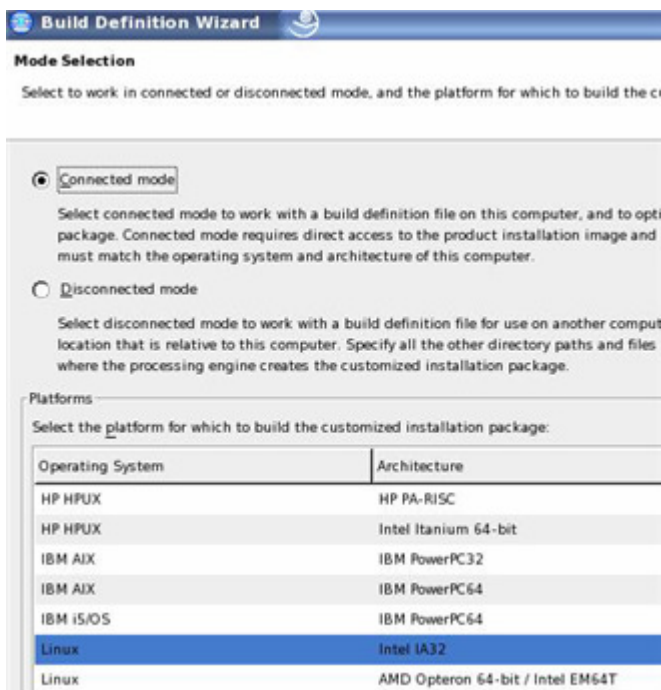 Build Definition Wizard
Mode Selection
Select to work in connected or disconnected mode, and the platform for which to build the
Connected mode
Select connected mode to work with a build definition file on this computer, and to
package. Connected mode requires direct access to the product installation image and
must match the operating system and architecture of this computer.
Disconnected mode
Select disconnected mode to work with a build definition file for use on another
location that is relative to this computer. Specify all the other directory paths and files
where the processing engine creates the customized installation package.
Platforms
Select the platform for which to build the customized installation package:
Operating System Architecture
HP HPUX HP PA-RISC
HP HPUX Intel Itanium 64-bit
IBM AIX IBM PowerPC32
IBM AIX IBM PowerPC64
IBM i5/OS IBM PowerPC64
Linux Intel IA32
Linux AMD Opteron 64-bit / Intel EM64T